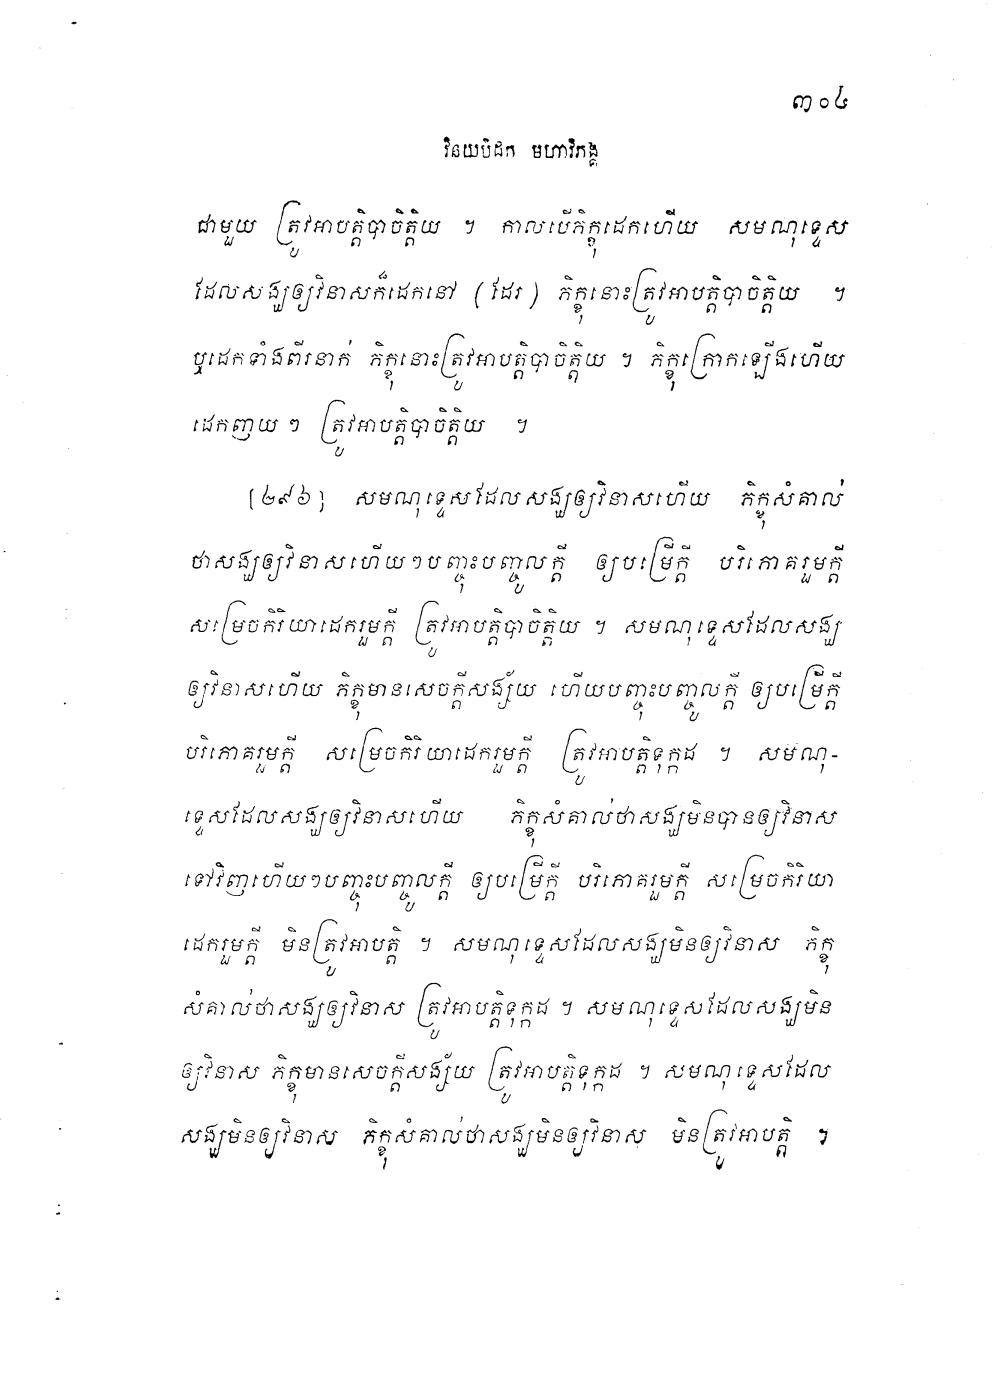 ៣០៤
វិនយបិដក មហាវិភង្គ
ជាមួយ ត្រូវអាបត្តិបាចិត្តិយ ។ កាលបើភិក្ខុដេកហើយ សមណុទ្ទេស
ដែលសង្ឃឲ្យវិនាសក៏ដេកនៅ (ដែរ) ភិក្ខុនោះត្រូវអាបត្តិបាចិត្តិយ ។
ឬដេកទាំងពីរនាក់ ភិក្ខុនោះត្រូវអាបត្តិបាចិត្តិយ ។ ភិក្ខុក្រោកឡើងហើយ
ដេកញយ ៗ ត្រូវអាបត្តិបាចិត្តិយ ។
[៤៩៦] សមណុទ្ទេសដែលសង្ឃឲ្យវិនាសហើយ ភិក្ខុសំគាល់
ថាសង្ឃឲ្យវិនាសហើយៗបញ្ចុះបញ្ចូលក្តី ឲ្យបម្រើក្តី បរិភោគរួមក្តី
សម្រេចកិរិយាដេករួមក្តី ត្រូវអាបត្តិបាចិត្តិយ ។ សមណុទ្ទេសដែលសង្ឃ
ឲ្យវិនាសហើយ ភិក្ខុមានសេចក្តីសង្ស័យ ហើយបញ្ចុះបញ្ចូលក្តី ឲ្យបម្រើក្តី
បរិភោគរួមក្តី សម្រេចកិរិយាដេករួមក្តី ត្រូវអាបត្តិទុក្កដ ។ សមណុ-
ទ្ទេសដែលសង្ឃឲ្យវិនាសហើយ ភិក្ខុសំគាល់ថាសង្ឃមិនបានឲ្យវិនាស
ទៅវិញហើយៗបញ្ចុះបញ្ចូលក្តី ឲ្យបម្រើក្តី បរិភោគរួមក្តី សម្រេចកិរិយា
ដេករួមក្តី មិនត្រូវអាបត្តិ ។ សមណុទ្ទេសដែលសង្ឃមិនឲ្យវិនាស ភិក្ខុ
សំគាល់ថាសង្ឃឲ្យវិនាស ត្រូវអាបត្តិទុក្កដ ។ សមណុទ្ទេសដែលសង្ឃមិន
ឲ្យវិនាស ភិក្ខុមានសេចក្តីសង្ស័យ ត្រូវអាបត្តិទុក្កដ ។ សមណុទ្ទេសដែល
សង្ឃមិនឲ្យវិនាស ភិក្ខុសំគាល់ថាសង្ឃមិនឲ្យវិនាស មិនត្រូវអាបត្តិ ។